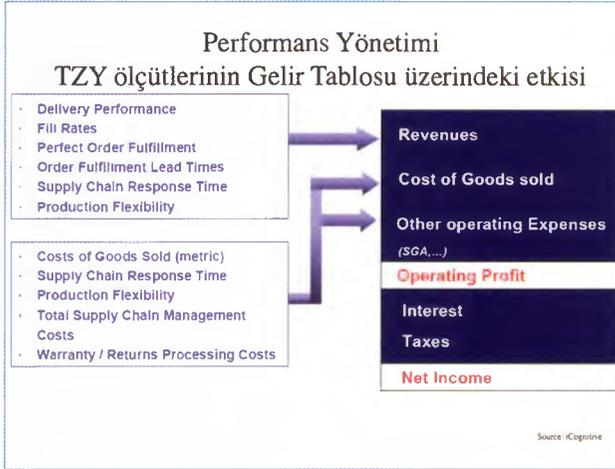 Performans Yönetimi
TZY ölçütlerinin Gelir Tablosu üzerindeki etkisi
· Delivery Performance
· Fill Rates
· Perfect Order Fulfillment
· Order Fulfillment Lead Times
· Supply Chain Response Time
· Production Flexibility
· Costs of Goods Sold (metric)
· Supply Chain Response Time
· Production Flexibility
· Total Supply Chain Management
Costs
· Warranty / Returns Processing Costs
Revenues
Cost of Goods sold
Other operating Expenses
(SGA,...)
Operating Profit
Interest
Taxes
Net Income
Source iCognitive